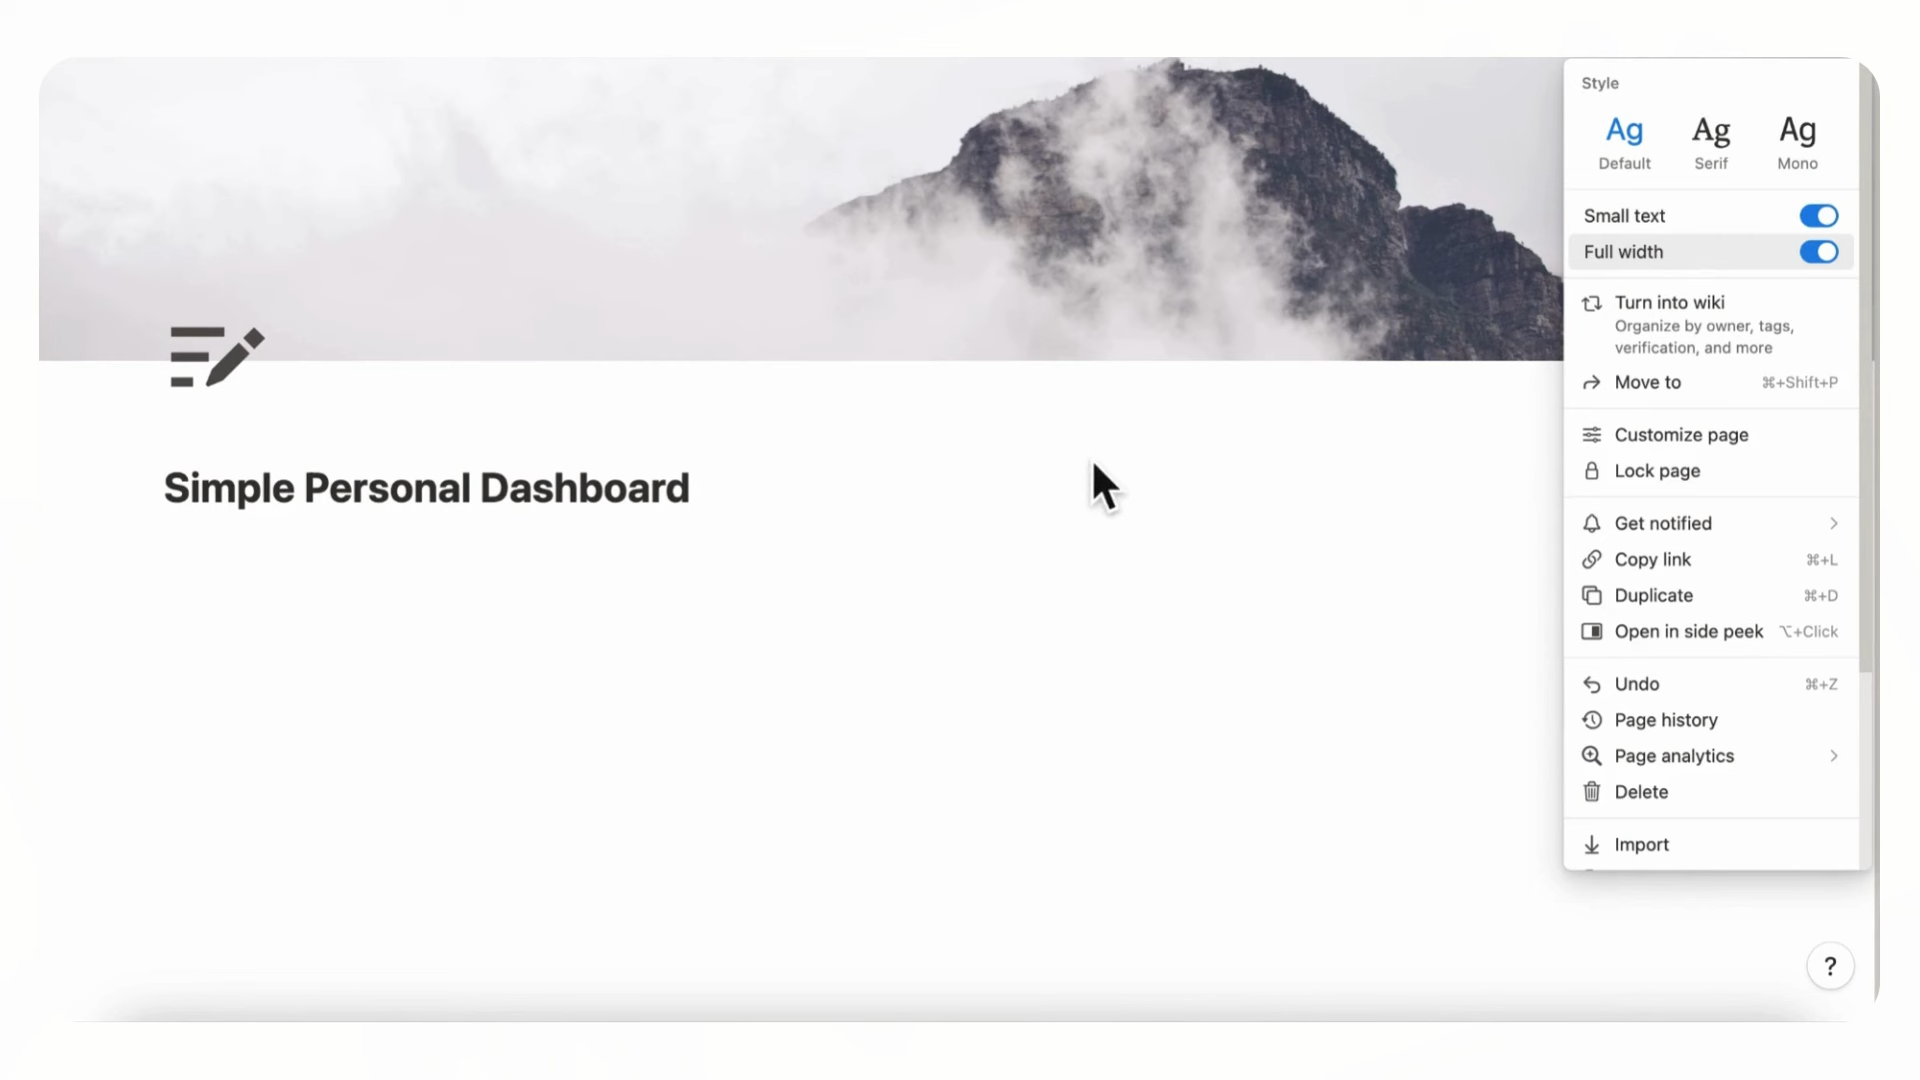 Style
Ag Ag Ag
Default Serif Mono
Small text
Full width
Turn into wiki
Organize by owner, tags,
verification, and more
Move to ⌘+Shift+P
Customize page
Lock page
Simple Personal Dashboard
Get notified
Copy link ⌘+L
Duplicate ⌘+D
Open in side peek ⌥+Click
Undo ⌘+Z
Page history
Page analytics
Delete
Import
?